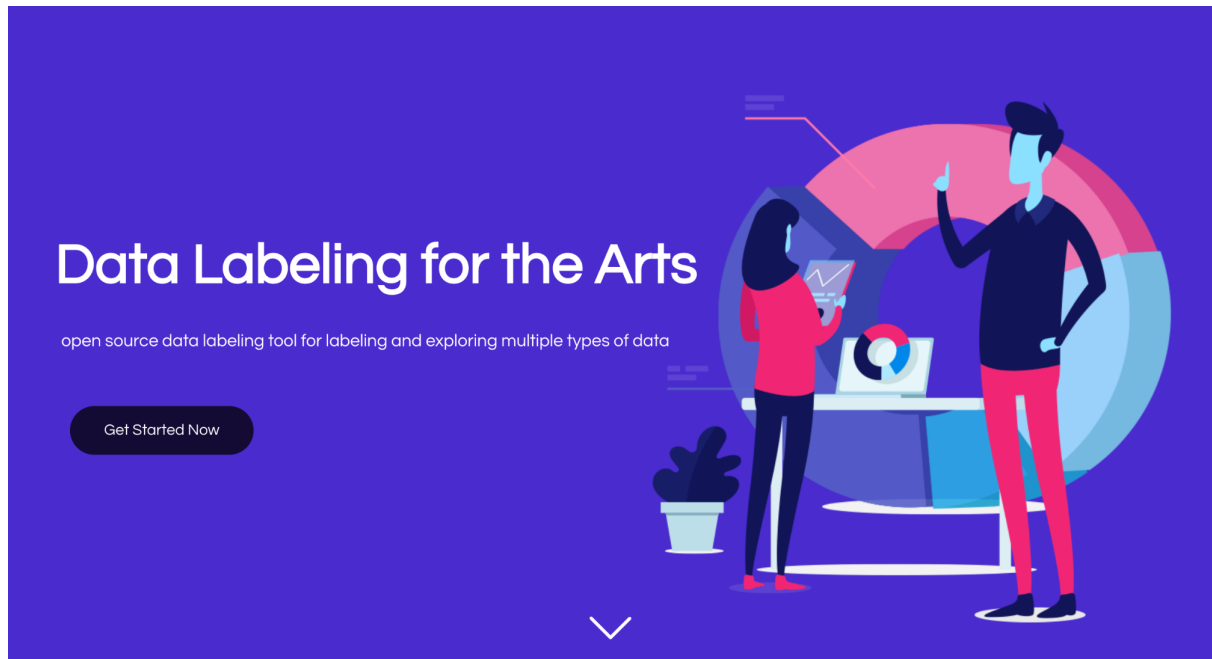 Data Labeling for the Arts
open source data labeling tool for labeling and exploring multiple types of data
Get Started Now